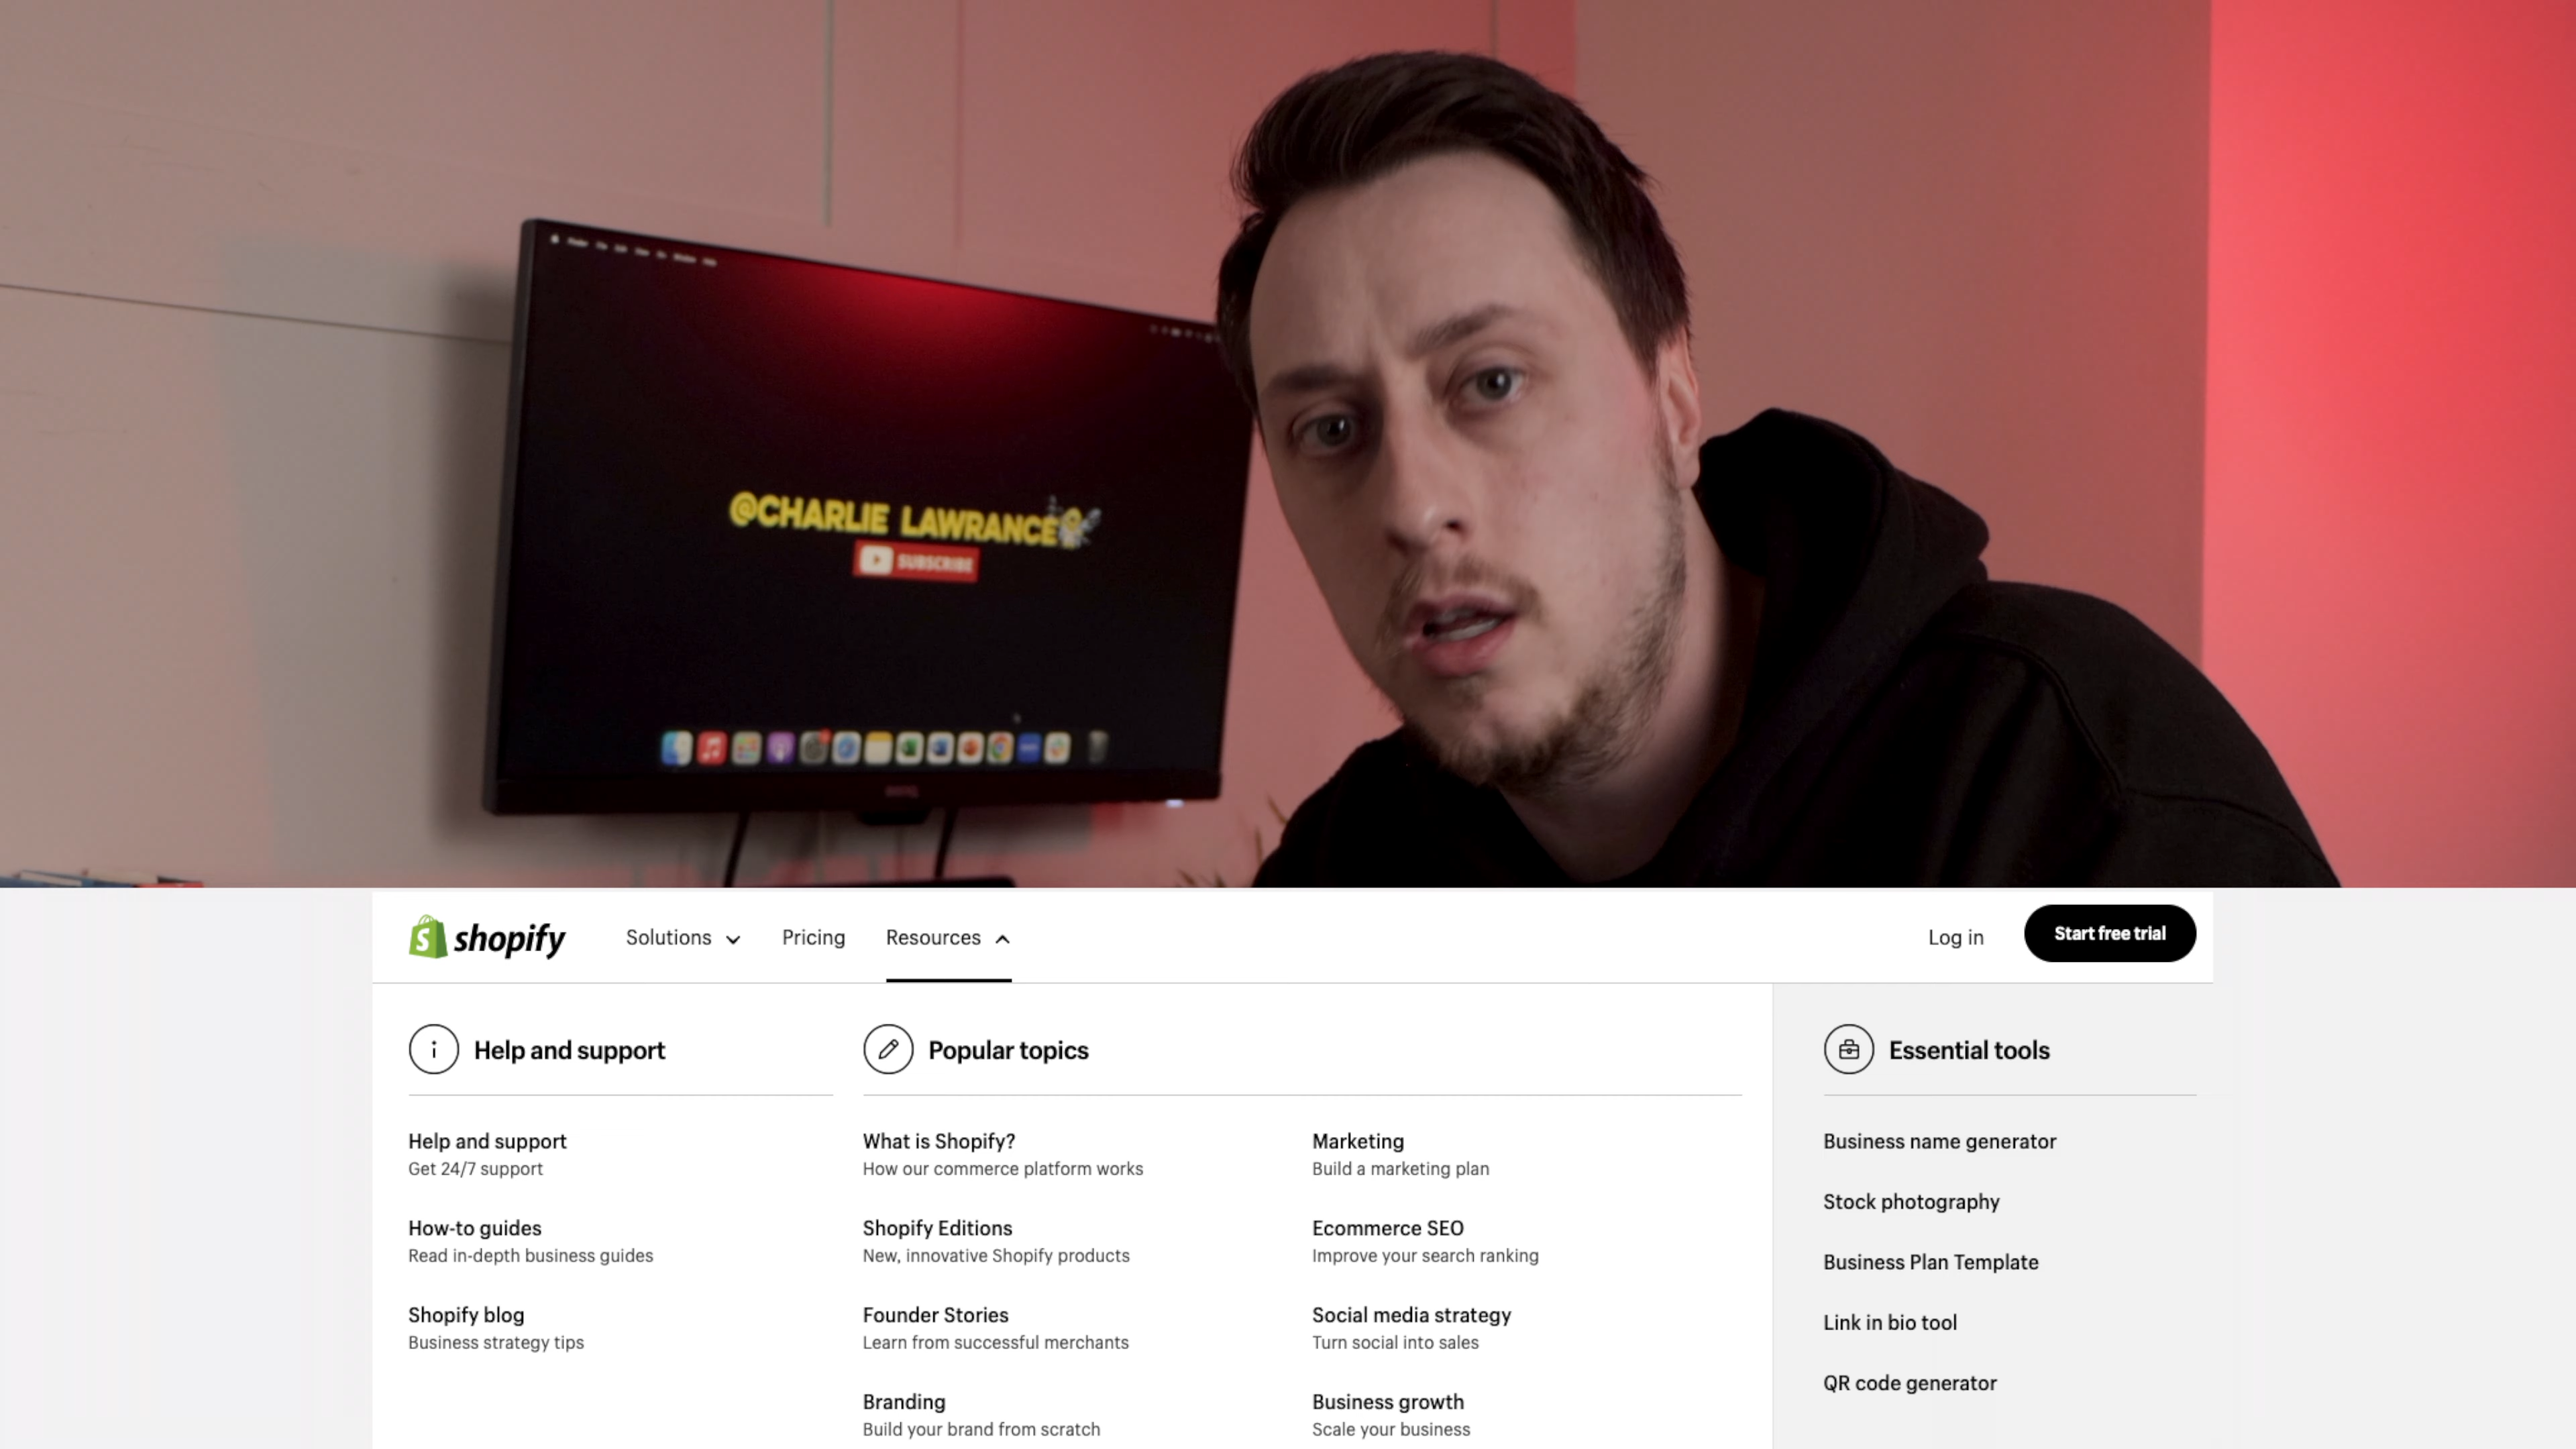 @CHARLIE LAWRANCE
SUBSCRIBE
BenQ
shopify
Solutions
Pricing
Resources
Log in
Start free trial
Help and support
Help and support
Get 24/7 support
How-to guides
Read in-depth business guides
Shopify blog
Business strategy tips
Popular topics
What is Shopify?
How our commerce platform works
Shopify Editions
New, innovative Shopify products
Founder Stories
Learn from successful merchants
Branding
Build your brand from scratch
Marketing
Build a marketing plan
Ecommerce SEO
Improve your search ranking
Social media strategy
Turn social into sales
Business growth
Scale your business
Essential tools
Business name generator
Stock photography
Business Plan Template
Link in bio tool
QR code generator